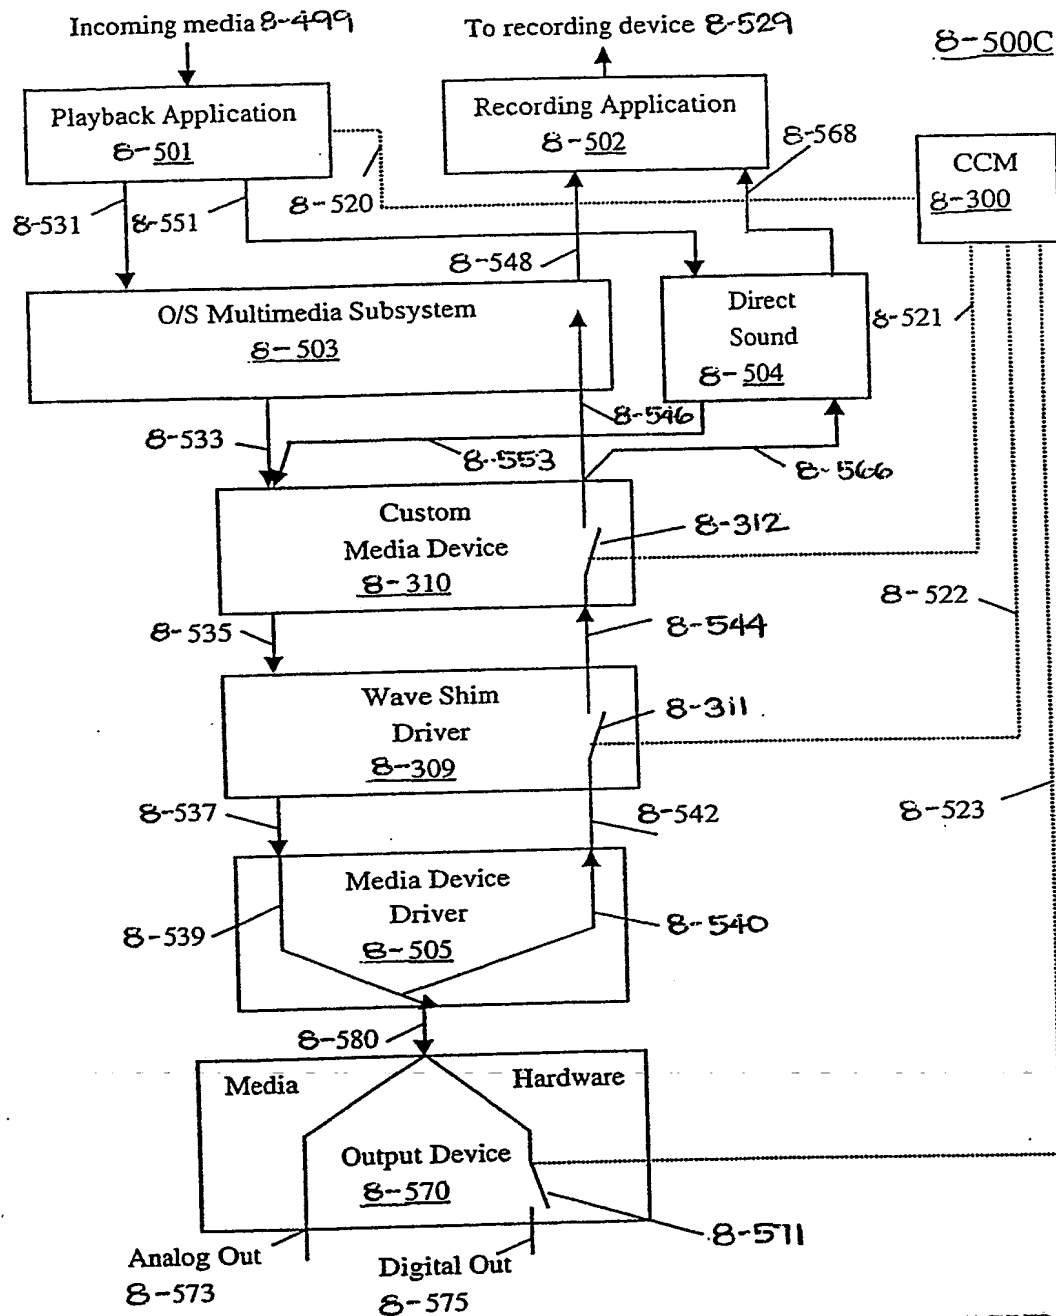 Incoming media 8-499
To recording device 8-529
8-500C
Playback Application
8-501
Recording Application
8-502
8-568
CCM
8-300
8-531
8-551
8-520
8-548
O/S Multimedia Subsystem
8-503
Direct
Sound
8-504
8-521
8-533
8-553
8-546
8-566
Custom
Media Device
8-310
8-312
8-522
8-535
8-544
Wave Shim
Driver
8-309
8-311
8-523
8-537
8-542
Media Device
Driver
8-505
8-539
8-540
8-580
Media
Hardware
Output Device
8-570
8-571
Analog Out
8-573
Digital Out
8-575